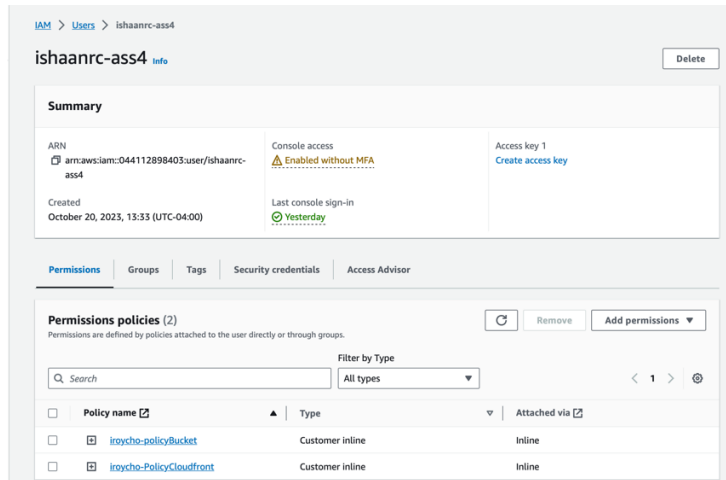 IAM > Users > ishaanrc-ass4
ishaanrc-ass4 Info
Delete
Summary
ARN
arn:aws:iam::044112898403:user/ishaanrc-
ass4
Console access
Enabled without MFA
Access key 1
Create access key
Created
October 20, 2023, 13:33 (UTC-04:00)
Last console sign-in
Yesterday
Permissions Groups Tags Security credentials Access Advisor
Permissions policies (2)
Permissions are defined by policies attached to the user directly or through groups.
Remove
Add permissions
Filter by Type
Search
All types
1
Policy name Type Attached via
iroycho-policyBucket Customer inline Inline
iroycho-PolicyCloudfront Customer inline Inline